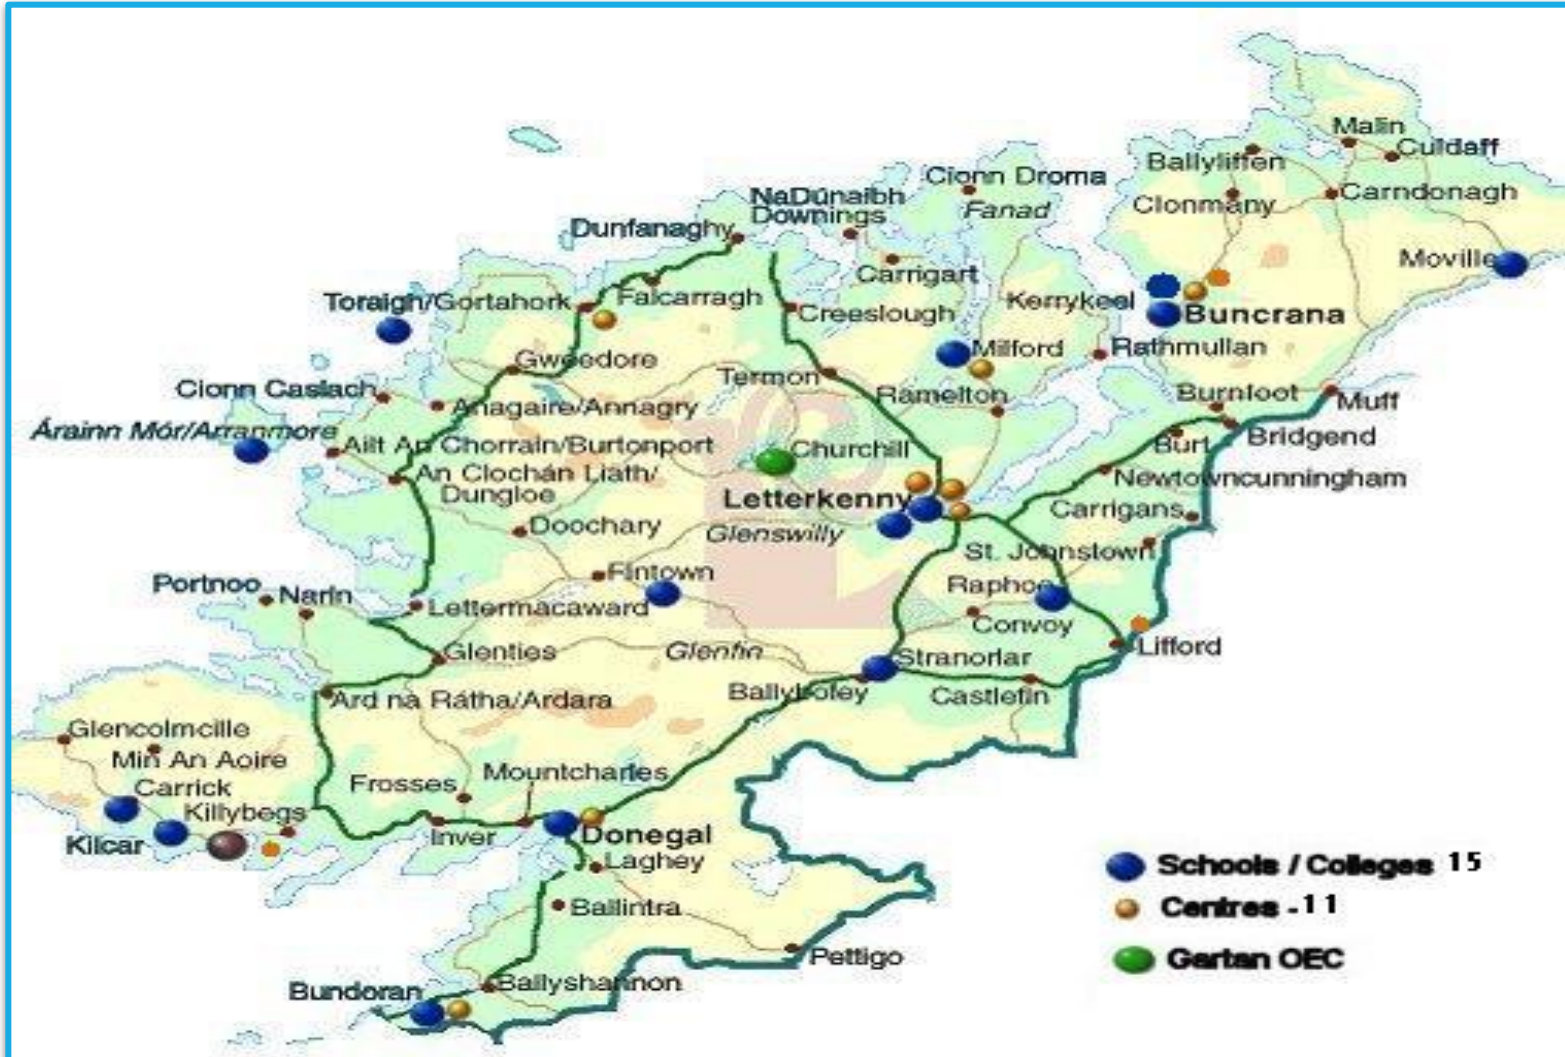 Malin
Culdaff
Ballyliffen
Cionn Droma
NaDúnaibh
Downings
Fanad
Clonmany
Carndonagh
Dunfanaghy
Moville
Carrigart
Toraigh/Gortahork
Falcarragh
Creeslough
Kerrykeel
Buncrana
Gweedore
Milford
Rathmullan
Termon
Cionn Caslach
Anagaire/Annagry
Ramelton
Burnfoot
Muff
Árainn Mór/Arranmore
Ailt An Chorrain/Burtonport
Churchill
Burt
Bridgend
An Clochán Liath/
Dungloe
Newtowncunningham
Letterkenny
Carrigans
Doochary
Glenswilly
St. Johnstown
Portnoo
Narin
Fintown
Raphoe
Lettermacaward
Convoy
Glenties
Glenfin
Stranorlar
Lifford
Ard na Rátha/Ardara
Ballybofey
Castlefin
Glencolmcille
Min An Aoire
Carrick
Frosses
Mountcharles
Killybegs
Kilcar
Inver
Donegal
Laghey
Schools / Colleges 15
Ballintra
Centres - 11
Pettigo
Gartan OEC
Bundoran
Ballyshannon